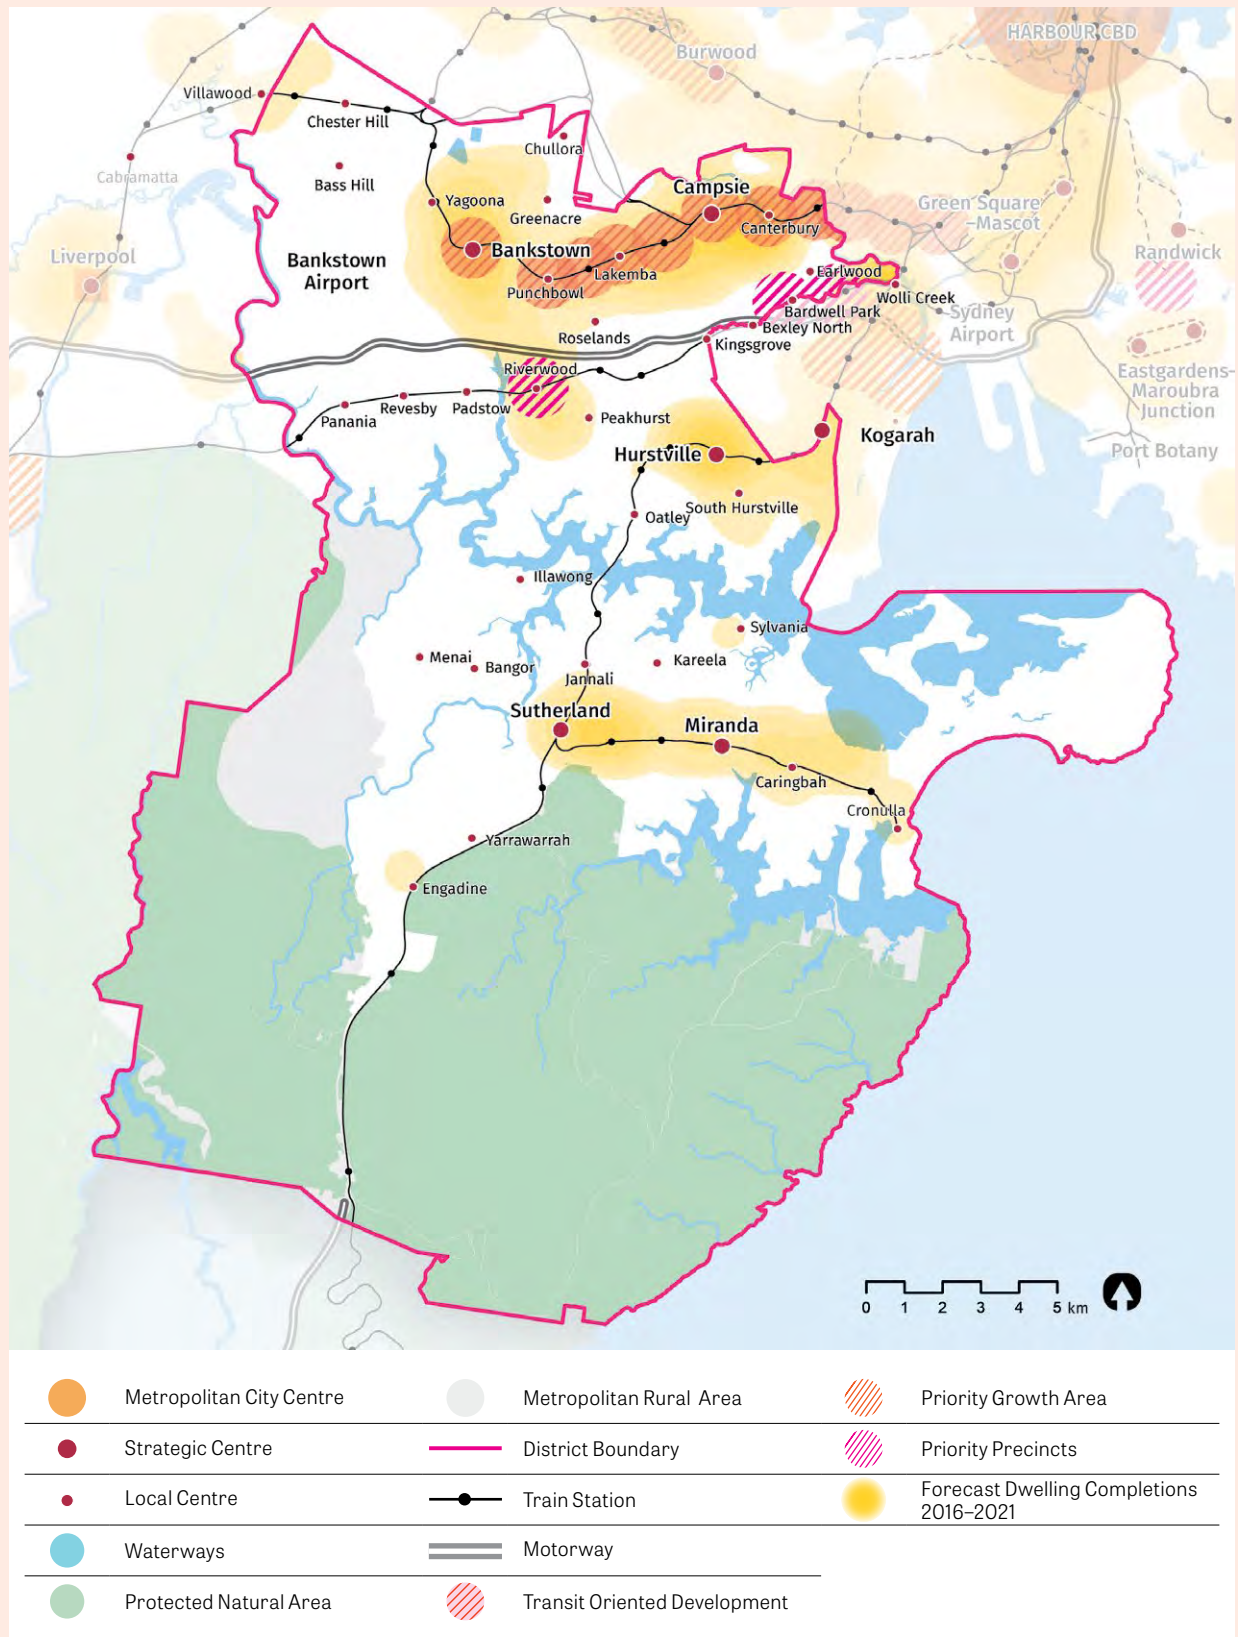 HARBOUR CBD
Burwood
Villawood
Chester Hill
Chullora
Cabramatta
Bass Hill
Campsie
Yagoona
Greenacre
Green Square
–Mascot
Canterbury
Liverpool
Bankstown
Randwick
Bankstown
Airport
Lakemba
Earlwood
Punchbowl
Wolli Creek
Bardwell Park
Sydney
Airport
Bexley North
Roselands
Kingsgrove
Riverwood
Eastgardens-
Maroubra
Junction
Panania
Revesby
Padstow
Peakhurst
Kogarah
Port Botany
Hurstville
South Hurstville
Oatley
Illawong
Sylvania
Menai
Bangor
Kareela
Jannali
Sutherland
Miranda
Caringbah
Cronulla
Yarrawarrah
Engadine
0 1 2 3 4 5 km
Metropolitan City Centre
Metropolitan Rural Area
Priority Growth Area
Strategic Centre
District Boundary
Priority Precincts
Local Centre
Train Station
Forecast Dwelling Completions
2016–2021
Waterways
Motorway
Protected Natural Area
Transit Oriented Development